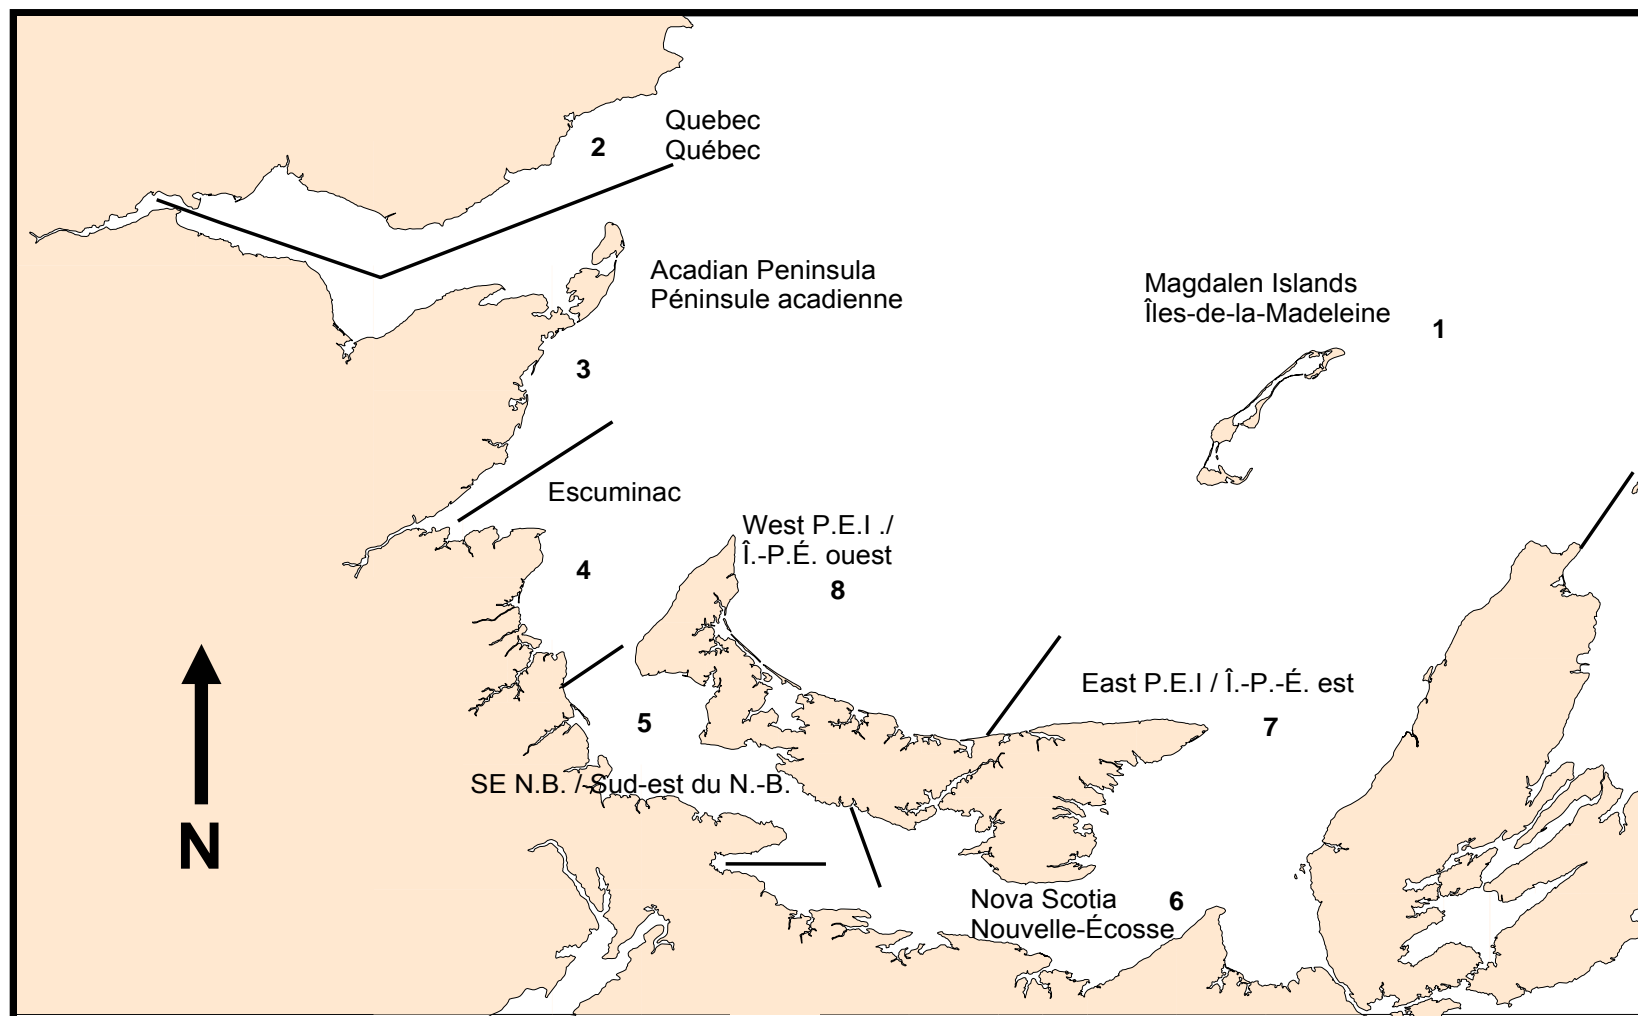 Quebec
Québec
2
Acadian Peninsula
Péninsule acadienne
Magdalen Islands
Îles-de-la-Madeleine
1
3
Escuminac
West P.E.I ./
Î.-P.É. ouest
4
8
East P.E.I / Î.-P.-É. est
5
7
SE N.B. / Sud-est du N.-B.
N
Nova Scotia
Nouvelle-Écosse
6